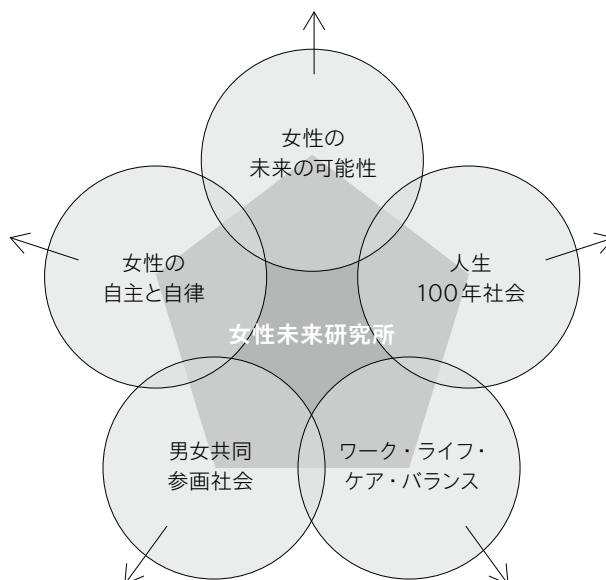 女性の
未来の可能性
女性の
自主と自律
人生
100年社会
女性未来研究所
男女共同
参画社会
ワーク・ライフ・
ケア・バランス